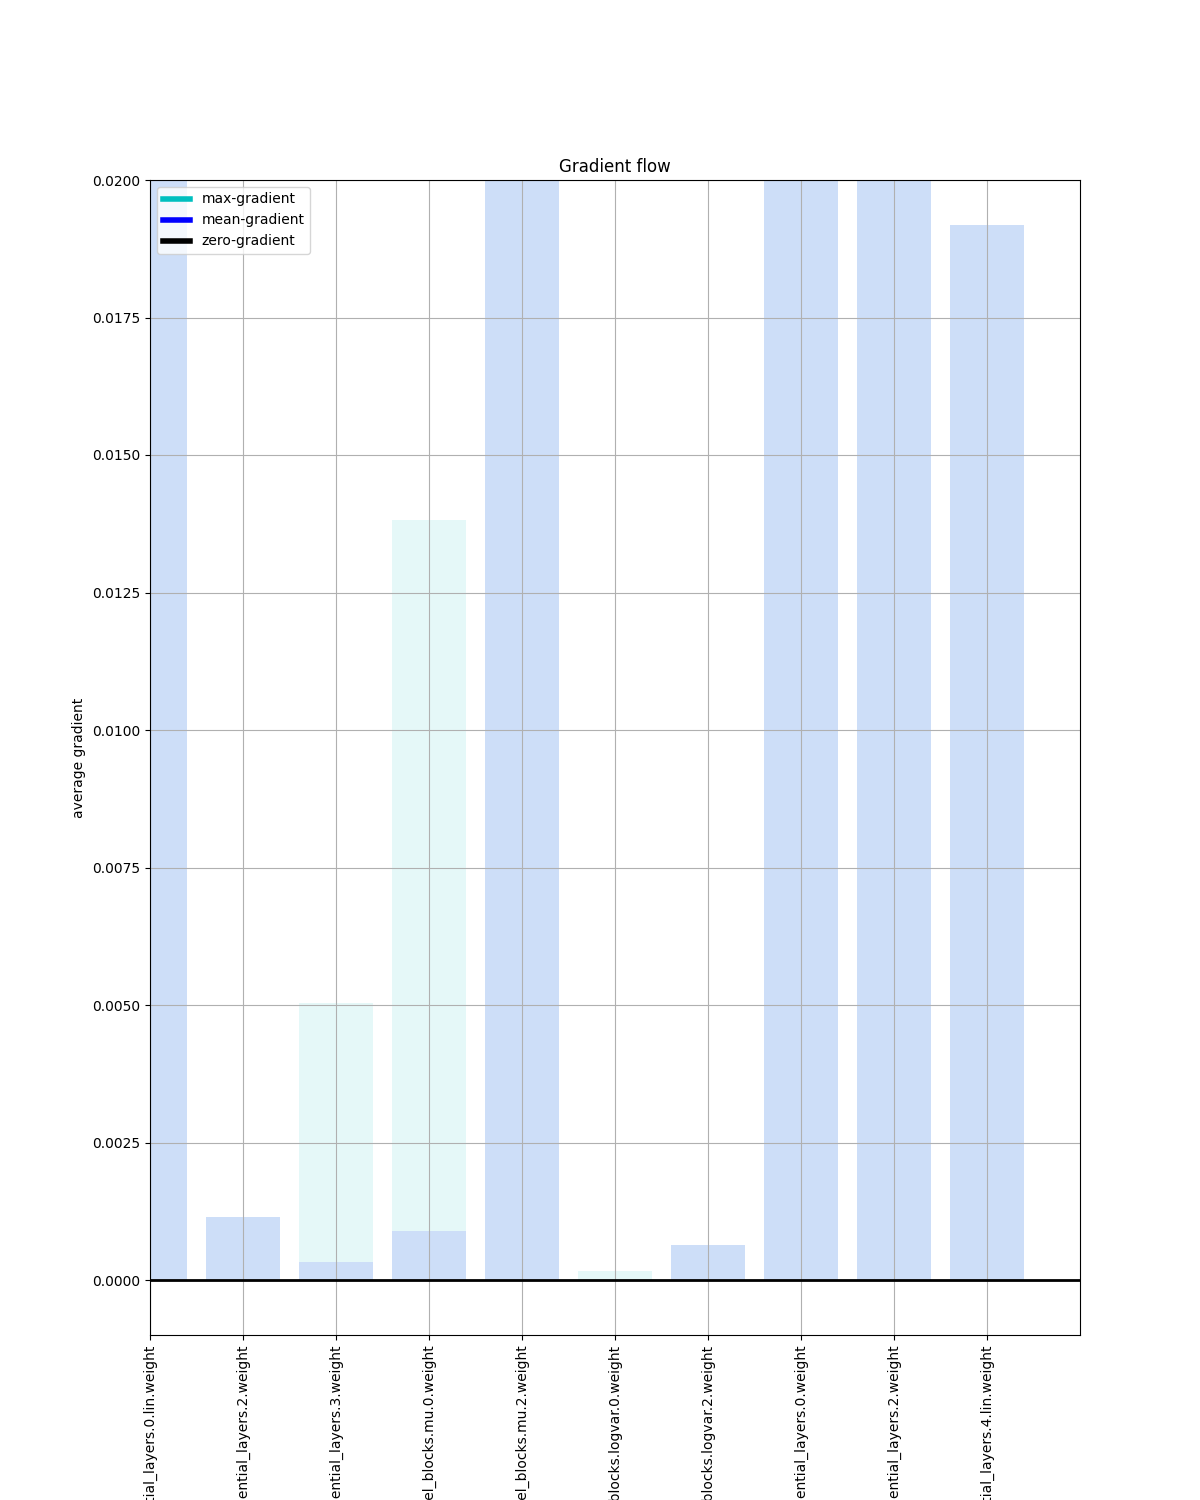 Gradient flow
max-gradient
mean-gradient
zero-gradient
0.0200
0.0175
0.0150
0.0125
0.0100
0.0075
0.0050
0.0025
0.0000
average gradient
tial_layers.0.lin.weight
ential_layers.2.weight
ential_layers.3.weight
el_blocks.mu.0.weight
el_blocks.mu.2.weight
blocks.logvar.0.weight
blocks.logvar.2.weight
ential_layers.0.weight
ential_layers.2.weight
tial_layers.4.lin.weight